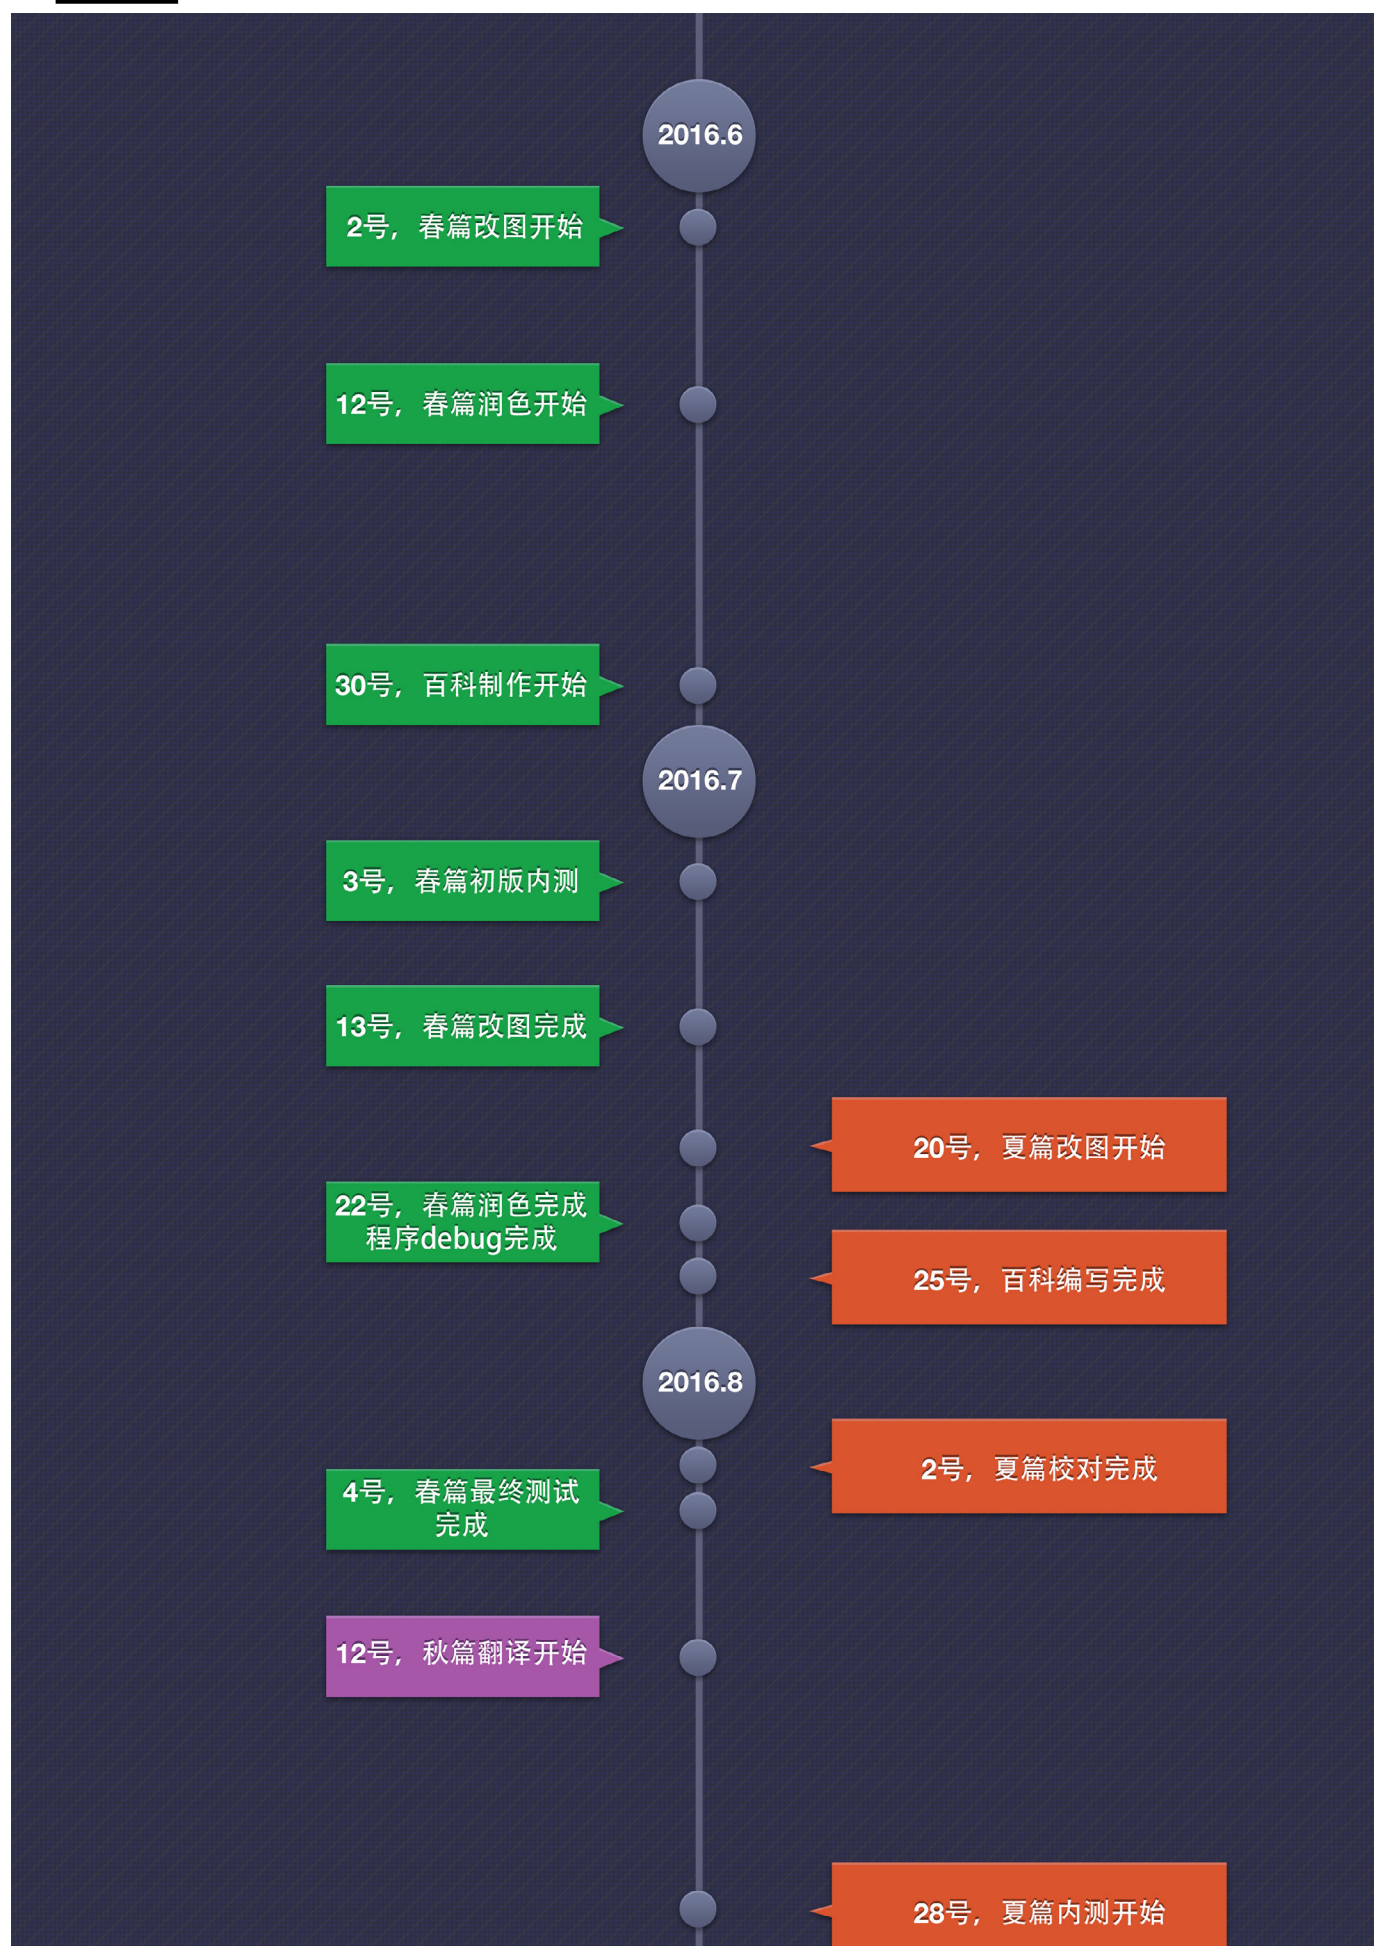 2016.6
2号，春篇改图开始
12号，春篇润色开始
30号，百科制作开始
2016.7
3号，春篇初版内测
13号，春篇改图完成
20号，夏篇改图开始
22号，春篇润色完成
程序debug完成
25号，百科编写完成
2016.8
2号，夏篇校对完成
4号，春篇最终测试
完成
12号，秋篇翻译开始
28号，夏篇内测开始